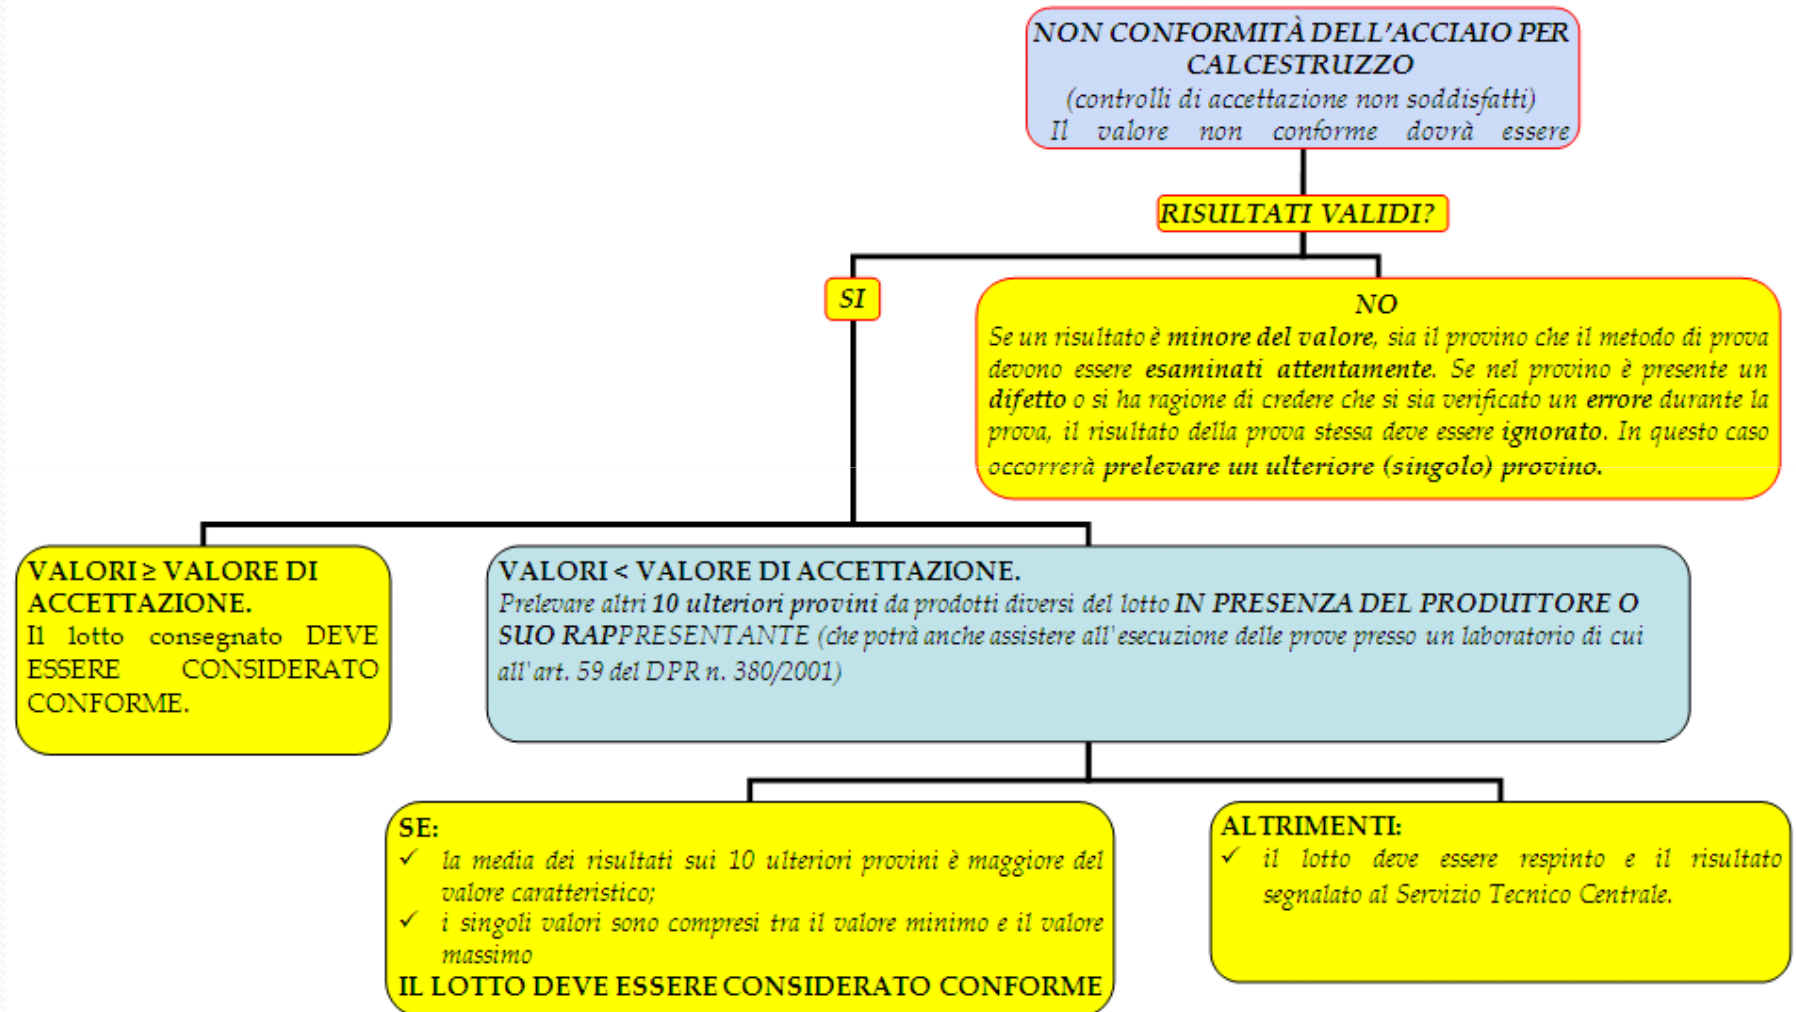 NON CONFORMITÀ DELL'ACCIAIO PER
CALCESTRUZZO
(controlli di accettazione non soddisfatti)
Il valore non conforme dovrà essere
RISULTATI VALIDI?
SI
NO
Se un risultato è minore del valore, sia il provino che il metodo di prova
devono essere esaminati attentamente. Se nel provino è presente un
difetto o si ha ragione di credere che si sia verificato un errore durante la
prova, il risultato della prova stessa deve essere ignorato. In questo caso
occorrerà prelevare un ulteriore (singolo) provino.
VALORI ≥ VALORE DI
ACCETTAZIONE.
Il lotto consegnato DEVE
ESSERE CONSIDERATO
CONFORME.
VALORI < VALORE DI ACCETTAZIONE.
Prelevare altri 10 ulteriori provini da prodotti diversi del lotto IN PRESENZA DEL PRODUTTORE O
SUO RAPPRESENTANTE (che potrà anche assistere all'esecuzione delle prove presso un laboratorio di cui
all'art. 59 del DPR n. 380/2001)
SE:
✓ la media dei risultati sui 10 ulteriori provini è maggiore del
valore caratteristico;
✓ i singoli valori sono compresi tra il valore minimo e il valore
massimo
IL LOTTO DEVE ESSERE CONSIDERATO CONFORME
ALTRIMENTI:
✓ il lotto deve essere respinto e il risultato
segnalato al Servizio Tecnico Centrale.